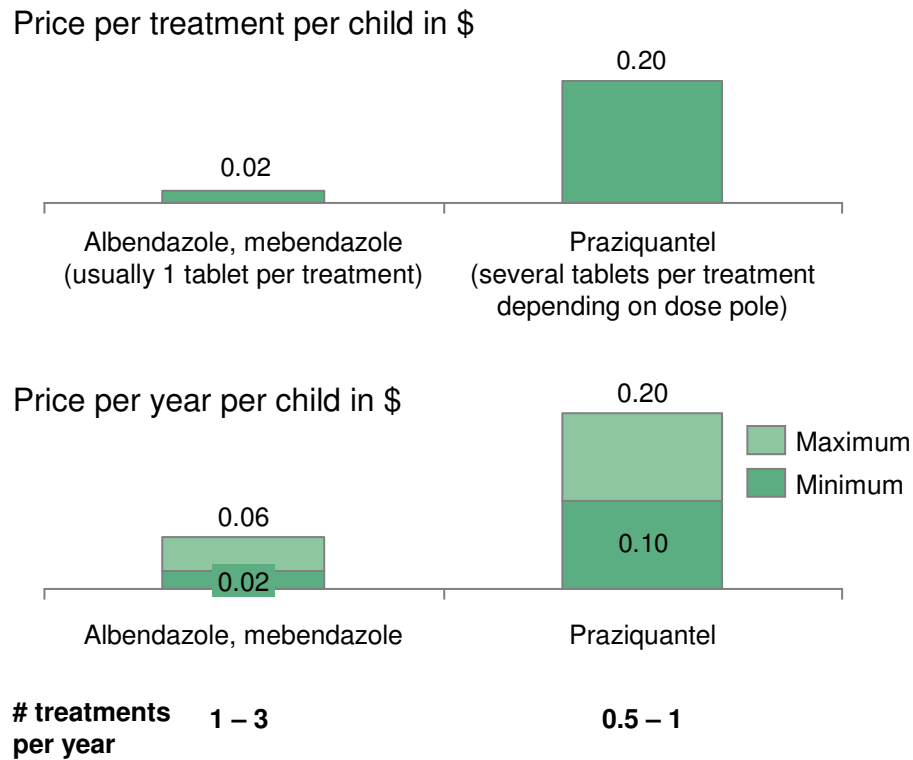 Price per treatment per child in $
0.20
0.02
Albendazole, mebendazole
(usually 1 tablet per treatment)
Praziquantel
(several tablets per treatment
depending on dose pole)
Price per year per child in $
0.20
Maximum
Minimum
0.06
0.10
0.02
Albendazole, mebendazole
Praziquantel
# treatments
per year
1 – 3
0.5 – 1